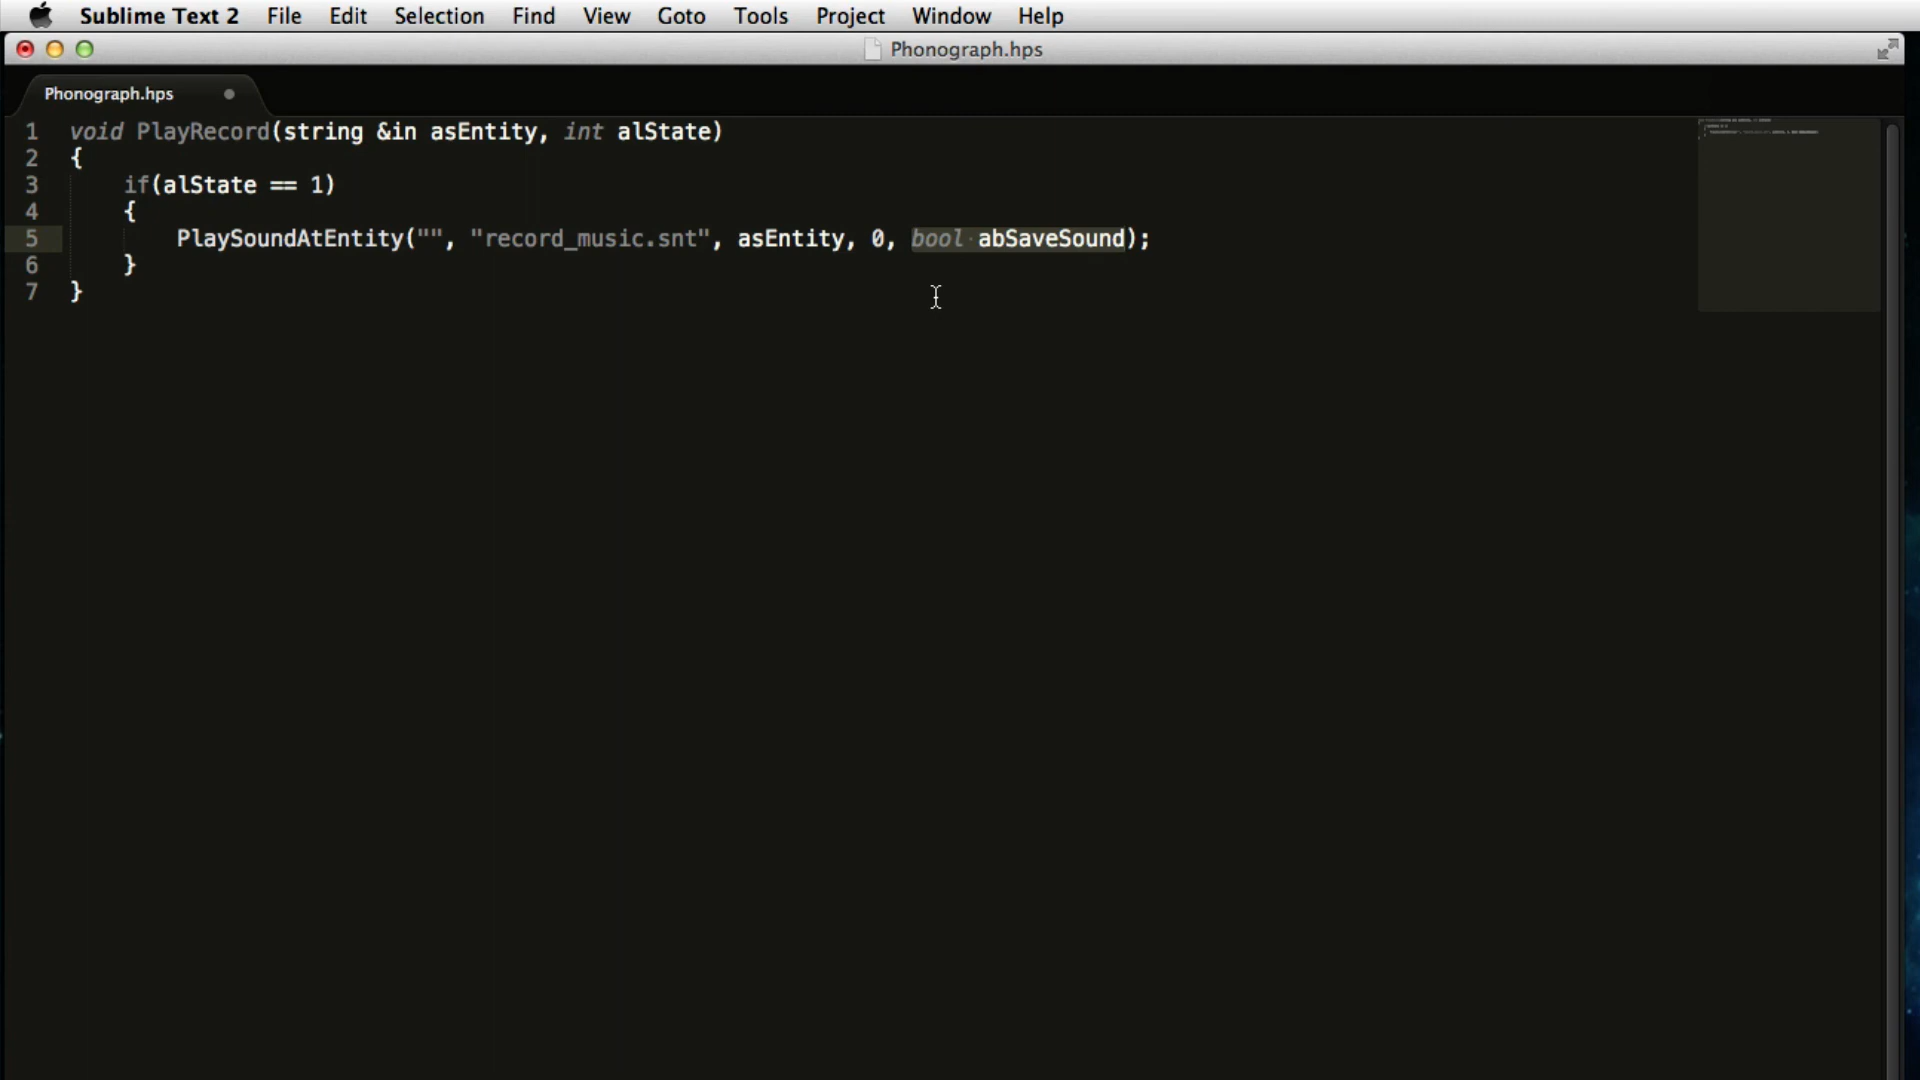 Sublime Text 2 File Edit Selection Find View Goto Tools Project Window Help
Phonograph.hps
Phonograph.hps
1 void PlayRecord(string &in asEntity, int alState)
2 {
3 if(alState == 1)
4 {
5 PlaySoundAtEntity("", "record_music.snt", asEntity, 0, bool abSaveSound);
6 }
7 }